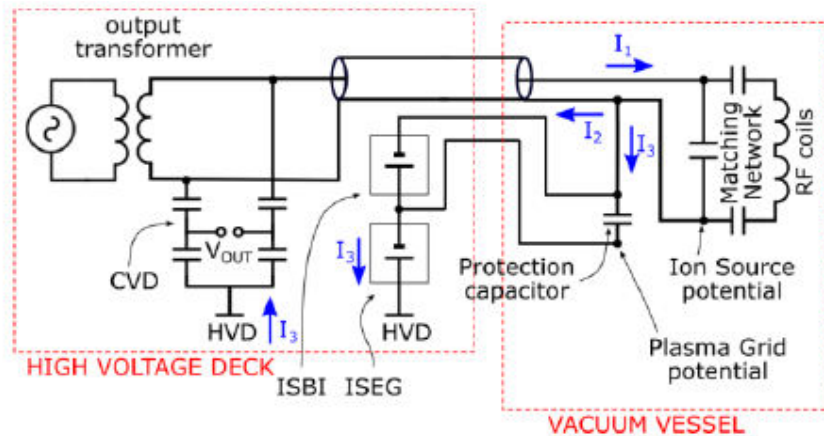 output
transformer
I1
I2
I3
Matching
Network
RF coils
VOUT
CVD
I3
Protection
capacitor
Ion Source
potential
HVD
I3
HVD
Plasma Grid
potential
HIGH VOLTAGE DECK
ISBI
ISEG
VACUUM VESSEL